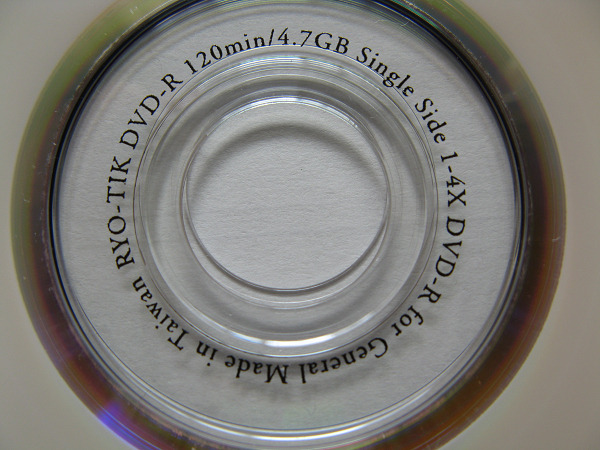 RYO-TIK DVD-R 120min/4.7GB Single Side 1-4X DVD-R for General Made in Taiwan